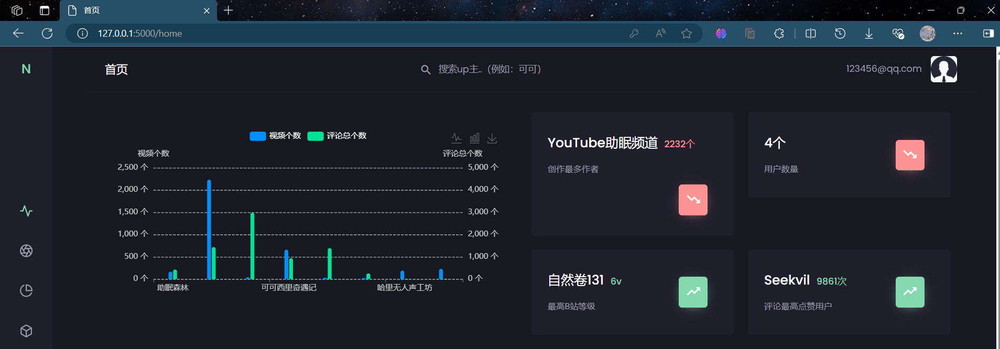 首页
127.0.0.1:5000/home
N
首页
搜索up主.. (例如：可可)
123456@qq.com
视频个数 评论总个数
视频个数
评论总个数
2,500 个
2,000 个
1,500 个
1,000 个
500 个
0 个
5,000 个
4,000 个
3,000 个
2,000 个
1,000 个
0 个
助眠森林 可可西里奇遇记 哈里无人声工坊
YouTube助眠频道 2232个
创作最多作者
4个
用户数量
自然卷131 6v
最高B站等级
Seekvil 9861次
评论最高点赞用户